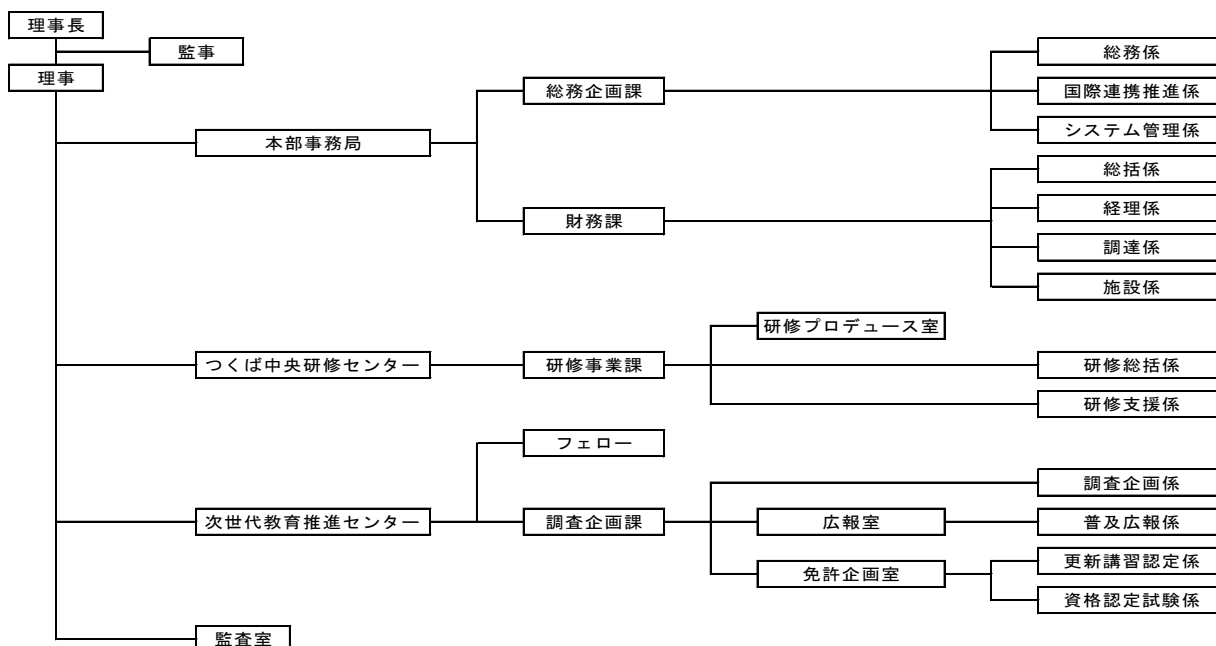 理事長
監事
理事
総務係
総務企画課
国際連携推進係
システム管理係
本部事務局
総括係
財務課
経理係
調達係
施設係
研修プロデュース室
つくば中央研修センター
研修事業課
研修総括係
研修支援係
フェロー
調査企画係
次世代教育推進センター
調査企画課
広報室
普及広報係
更新講習認定係
免許企画室
資格認定試験係
監査室